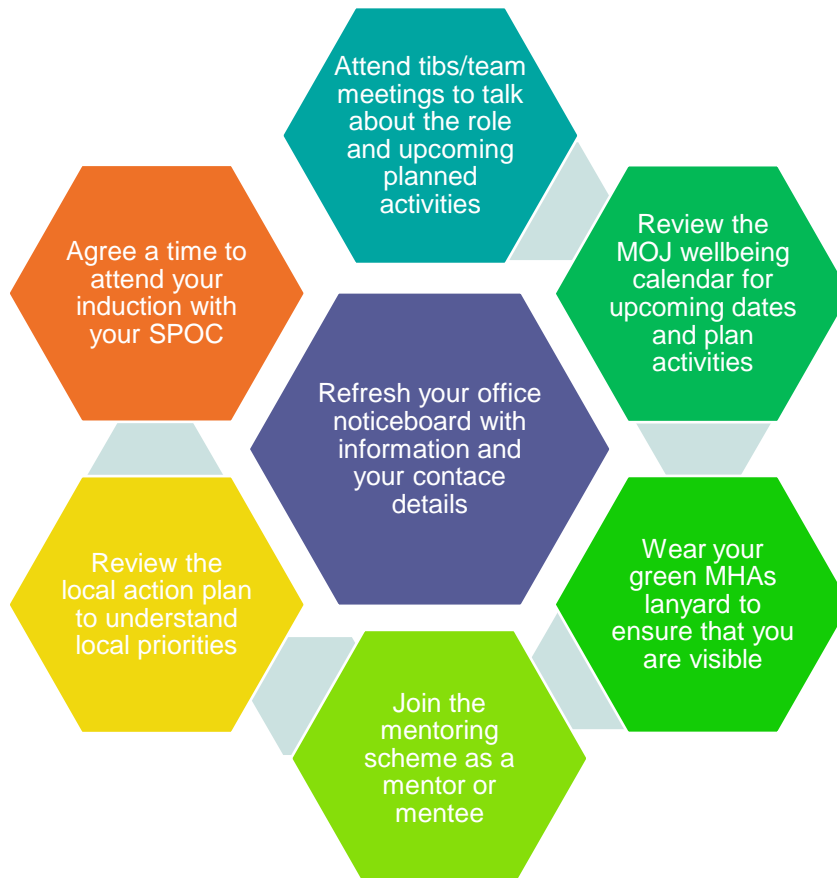 Attend tibs/team
meetings to talk
about the role
and upcoming
planned
activities
Review the
MOJ wellbeing
calendar for
upcoming dates
and plan
activities
Wear your
green MHAs
lanyard to
ensure that you
are visible
Join the
mentoring
scheme as a
mentor or
mentee
Review the
local action plan
to understand
local priorities
Agree a time to
attend your
induction with
your SPOC
Refresh your office
noticeboard with
information and
your contace
details